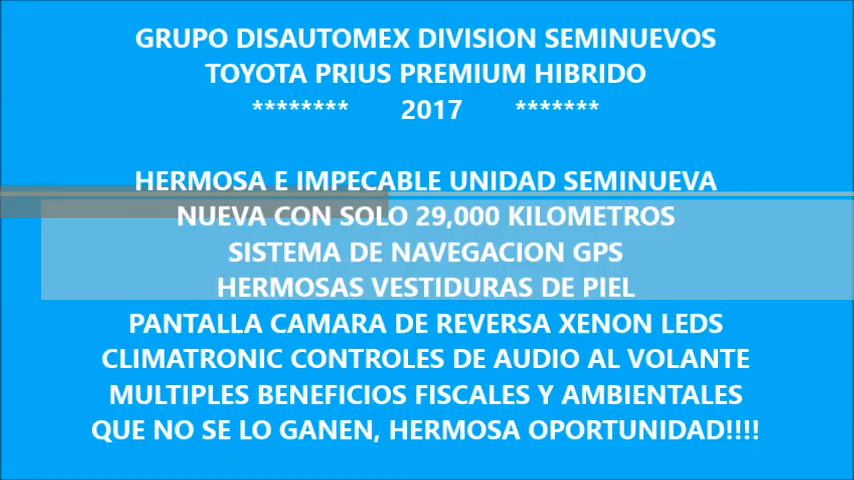 GRUPO DISAUTOMEX DIVISION SEMINUEVOS
TOYOTA PRIUS PREMIUM HIBRIDO
******** 2017 *******
HERMOSA E IMPECABLE UNIDAD SEMINUEVA
NUEVA CON SOLO 29,000 KILOMETROS
SISTEMA DE NAVEGACION GPS
HERMOSAS VESTIDURAS DE PIEL
PANTALLA CAMARA DE REVERSA XENON LEDS
CLIMATRONIC CONTROLES DE AUDIO AL VOLANTE
MULTIPLES BENEFICIOS FISCALES Y AMBIENTALES
QUE NO SE LO GANEN, HERMOSA OPORTUNIDAD!!!!